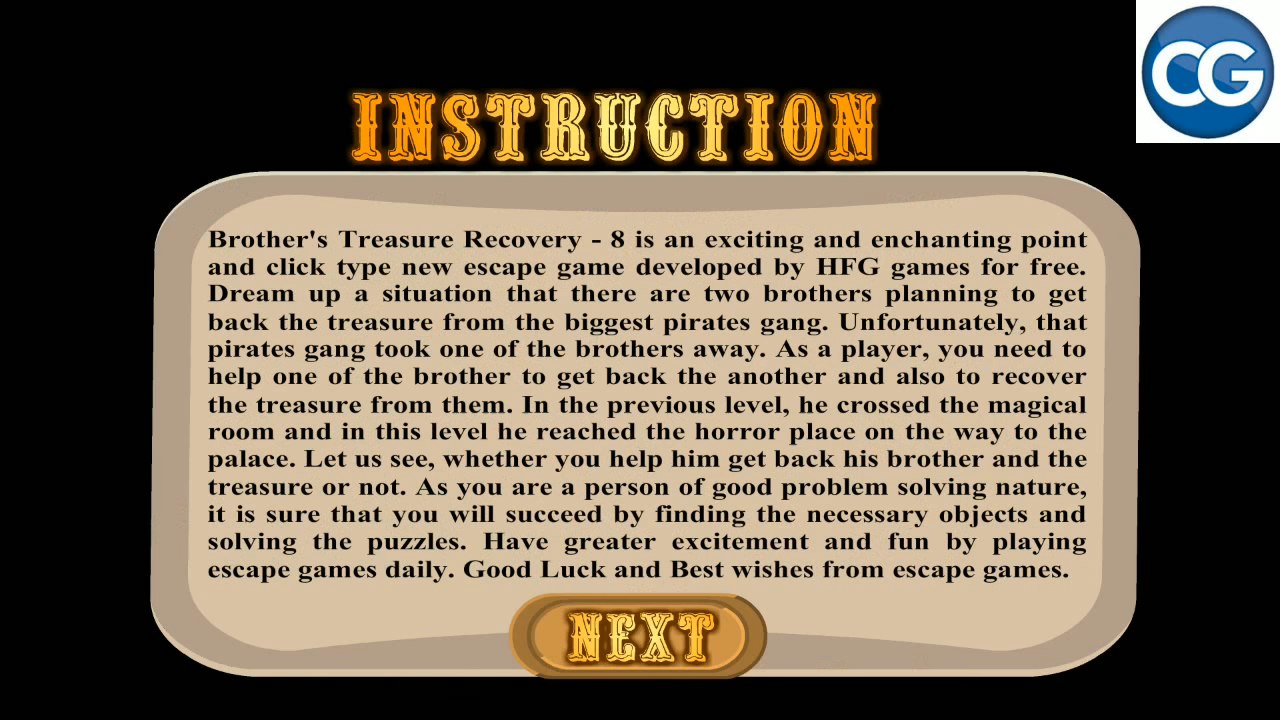 CG
INSTRUCTION
Brother's Treasure Recovery - 8 is an exciting and enchanting point
and click type new escape game developed by HFG games for free.
Dream up a situation that there are two brothers planning to get
back the treasure from the biggest pirates gang. Unfortunately, that
pirates gang took one of the brothers away. As a player, you need to
help one of the brother to get back the another and also to recover
the treasure from them. In the previous level, he crossed the magical
room and in this level he reached the horror place on the way to the
palace. Let us see, whether you help him get back his brother and the
treasure or not. As you are a person of good problem solving nature,
it is sure that you will succeed by finding the necessary objects and
solving the puzzles. Have greater excitement and fun by playing
escape games daily. Good Luck and Best wishes from escape games.
NEXT